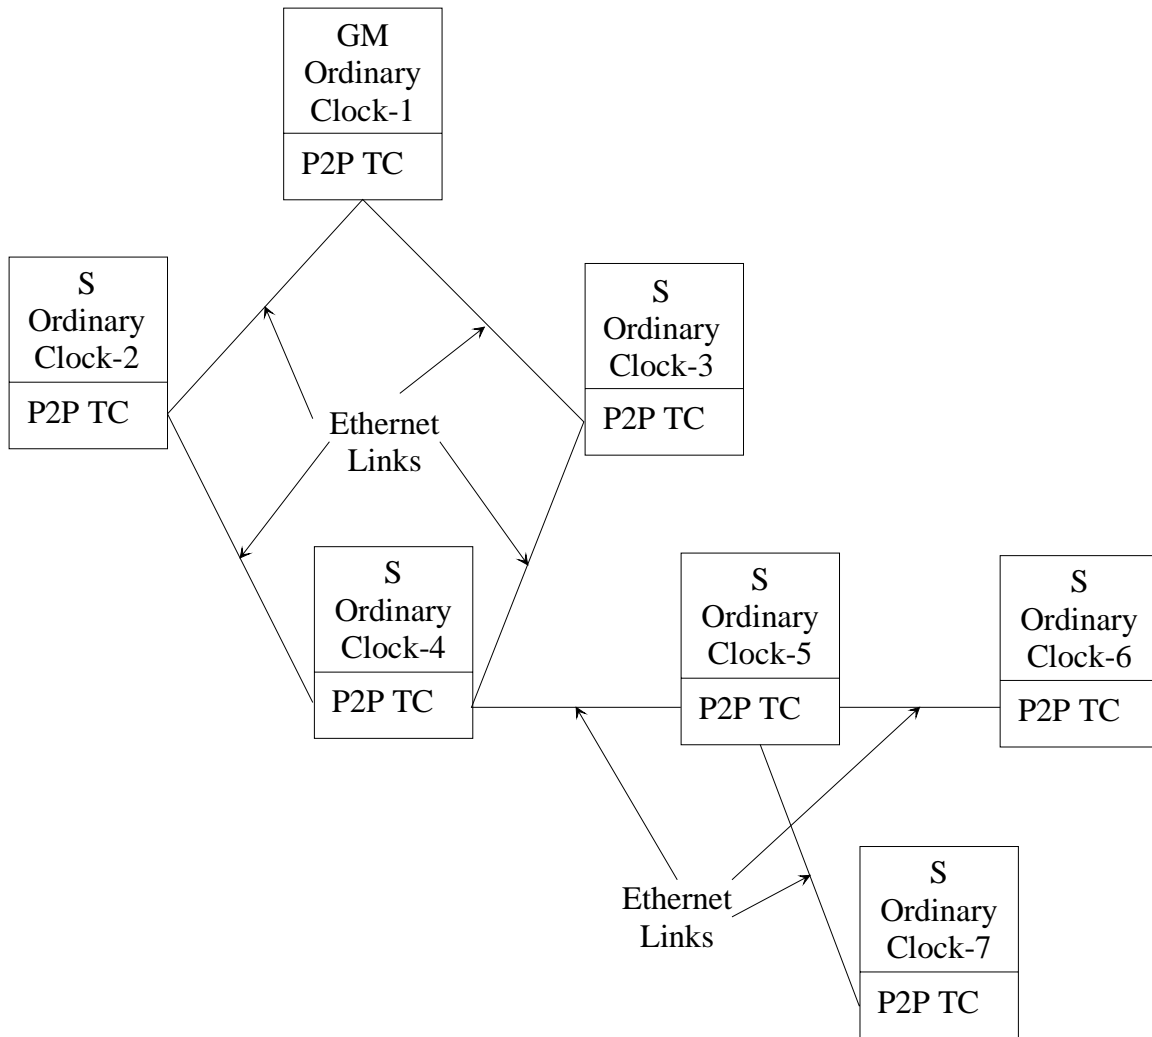 GM
Ordinary
Clock-1
P2P TC
S
Ordinary
Clock-2
P2P TC
S
Ordinary
Clock-3
P2P TC
Ethernet
Links
S
Ordinary
Clock-4
P2P TC
S
Ordinary
Clock-5
P2P TC
S
Ordinary
Clock-6
P2P TC
Ethernet
Links
S
Ordinary
Clock-7
P2P TC